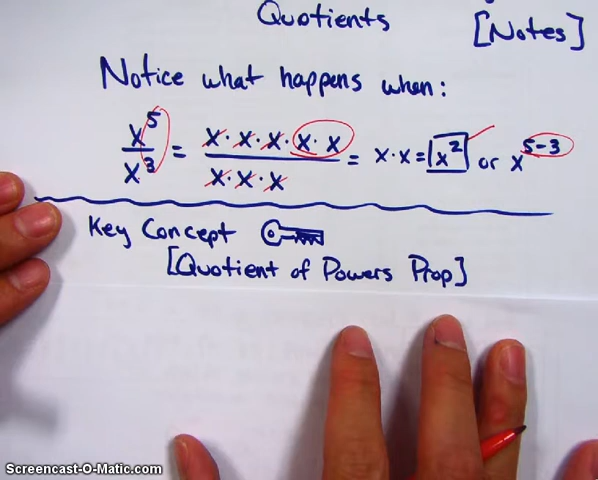 Quotients
[Notes]
Notice what happens when:
x^5/x^3 = x·x·x·x·x/x·x·x = x·x = x^2 or x^(5-3)
Key Concept
[Quotient of Powers Prop]
Screencast-O-Matic.com